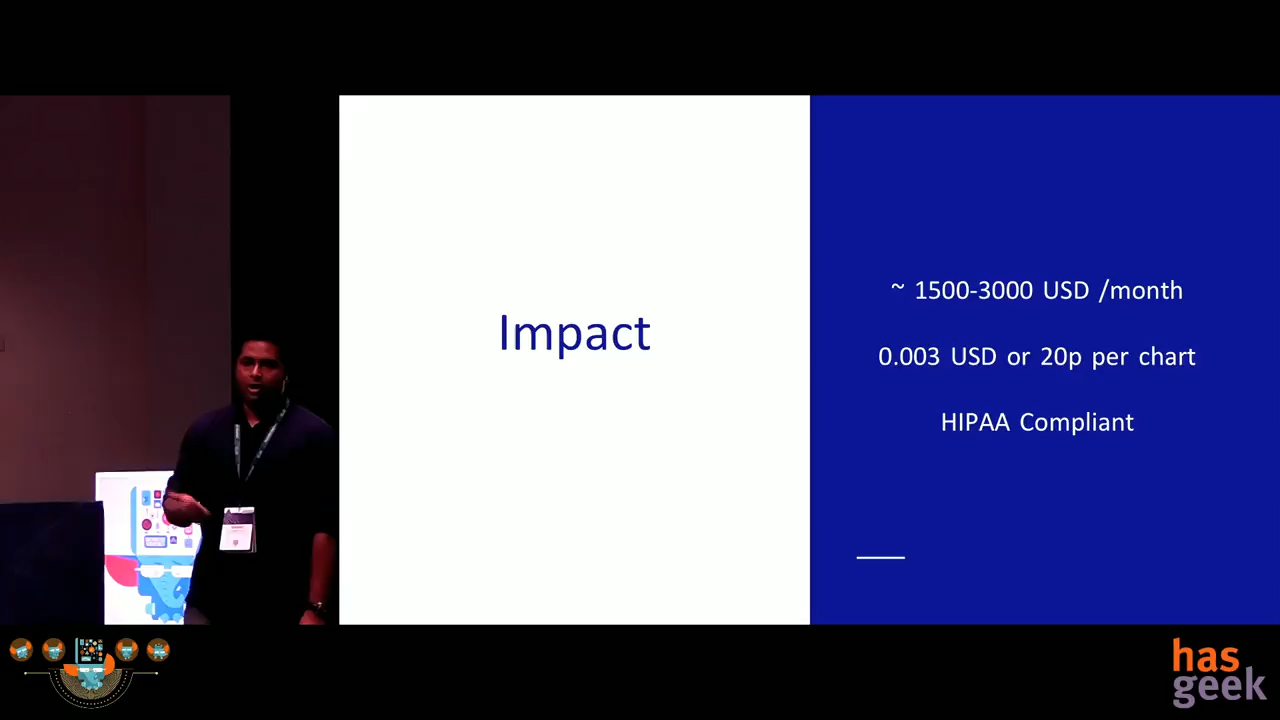 Impact
~ 1500-3000 USD /month
0.003 USD or 20p per chart
HIPAA Compliant
has
geek